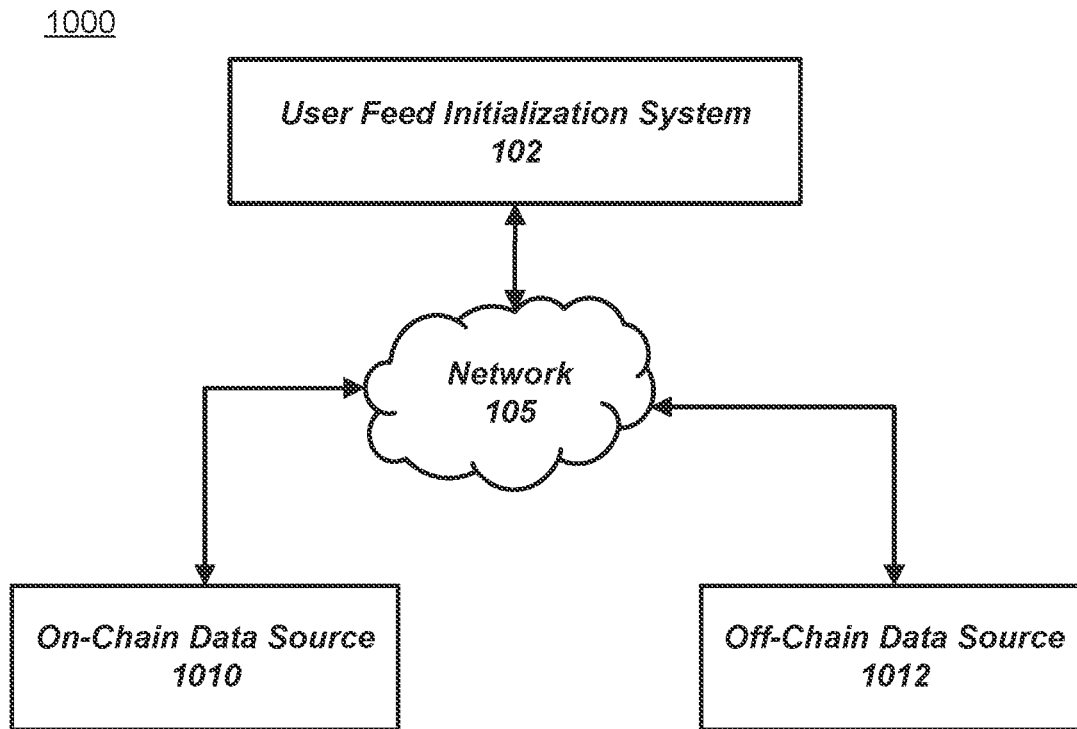 1000
User Feed Initialization System
102
Network
105
On-Chain Data Source
1010
Off-Chain Data Source
1012